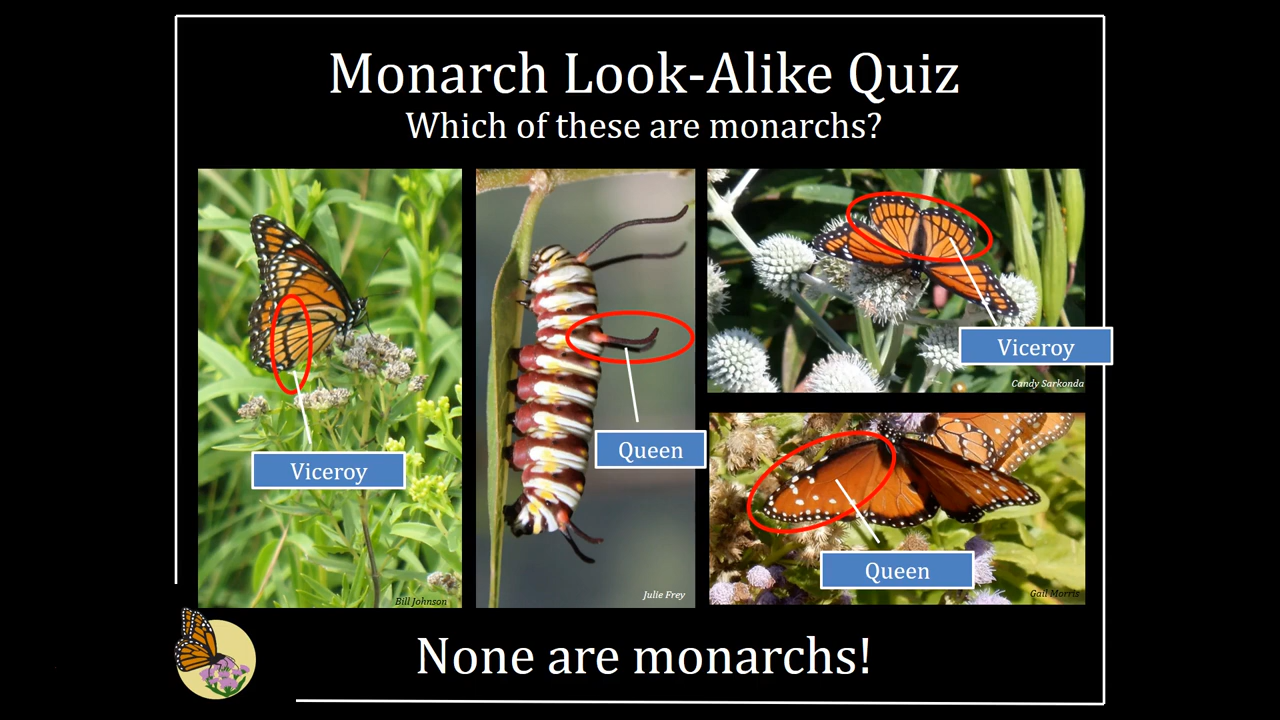 Monarch Look-Alike Quiz
Which of these are monarchs?
Viceroy
Bill Johnson
Queen
Julie Frey
Viceroy
Candy Sarkonda
Queen
Gail Morris
None are monarchs!